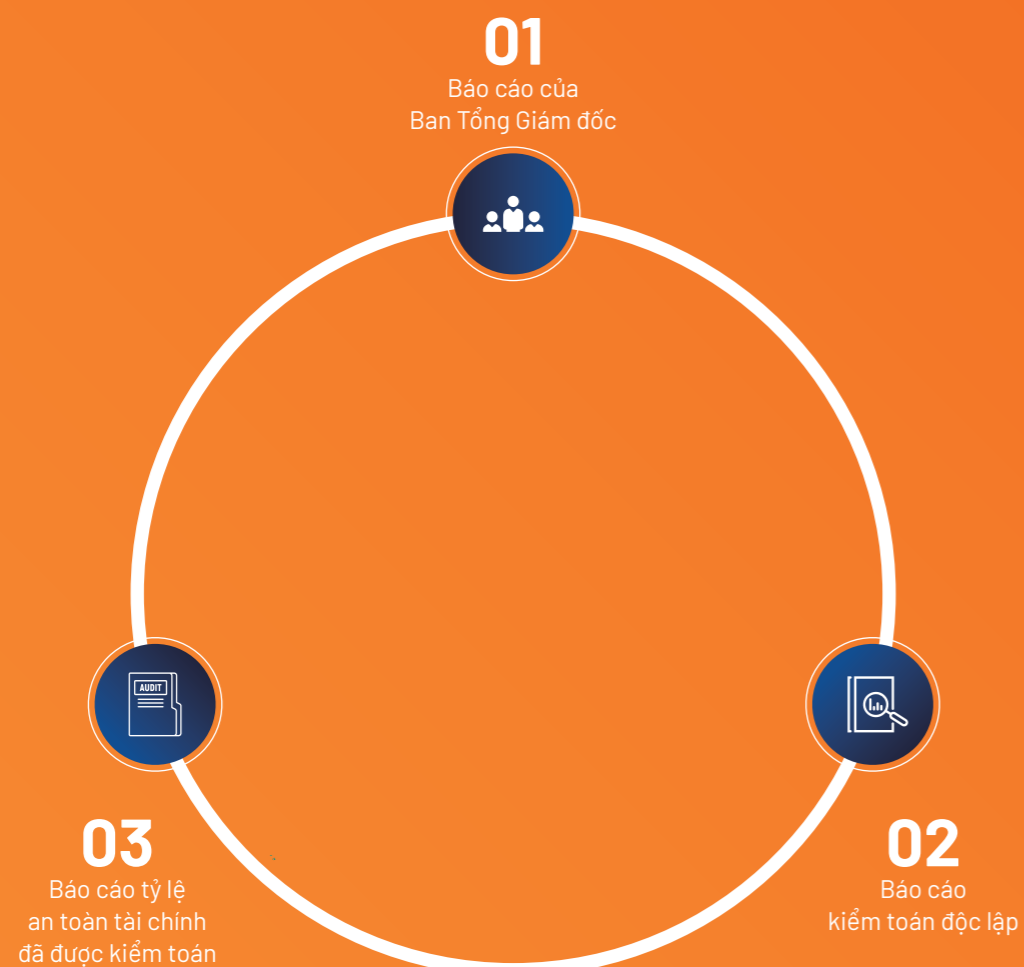 01
Báo cáo của
Ban Tổng Giám đốc
AUDIT
03
Báo cáo tỷ lệ
an toàn tài chính
đã được kiểm toán
02
Báo cáo
kiểm toán độc lập